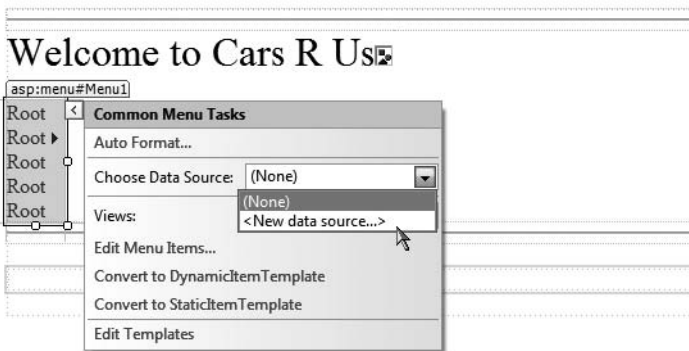 Welcome to Cars R Us
asp:menu#Menu1
Root
Root
Root
Root
Root
Common Menu Tasks
Auto Format...
Choose Data Source: (None)
(None)
<New data source...>
Views:
Edit Menu Items...
Convert to DynamicItemTemplate
Convert to StaticItemTemplate
Edit Templates